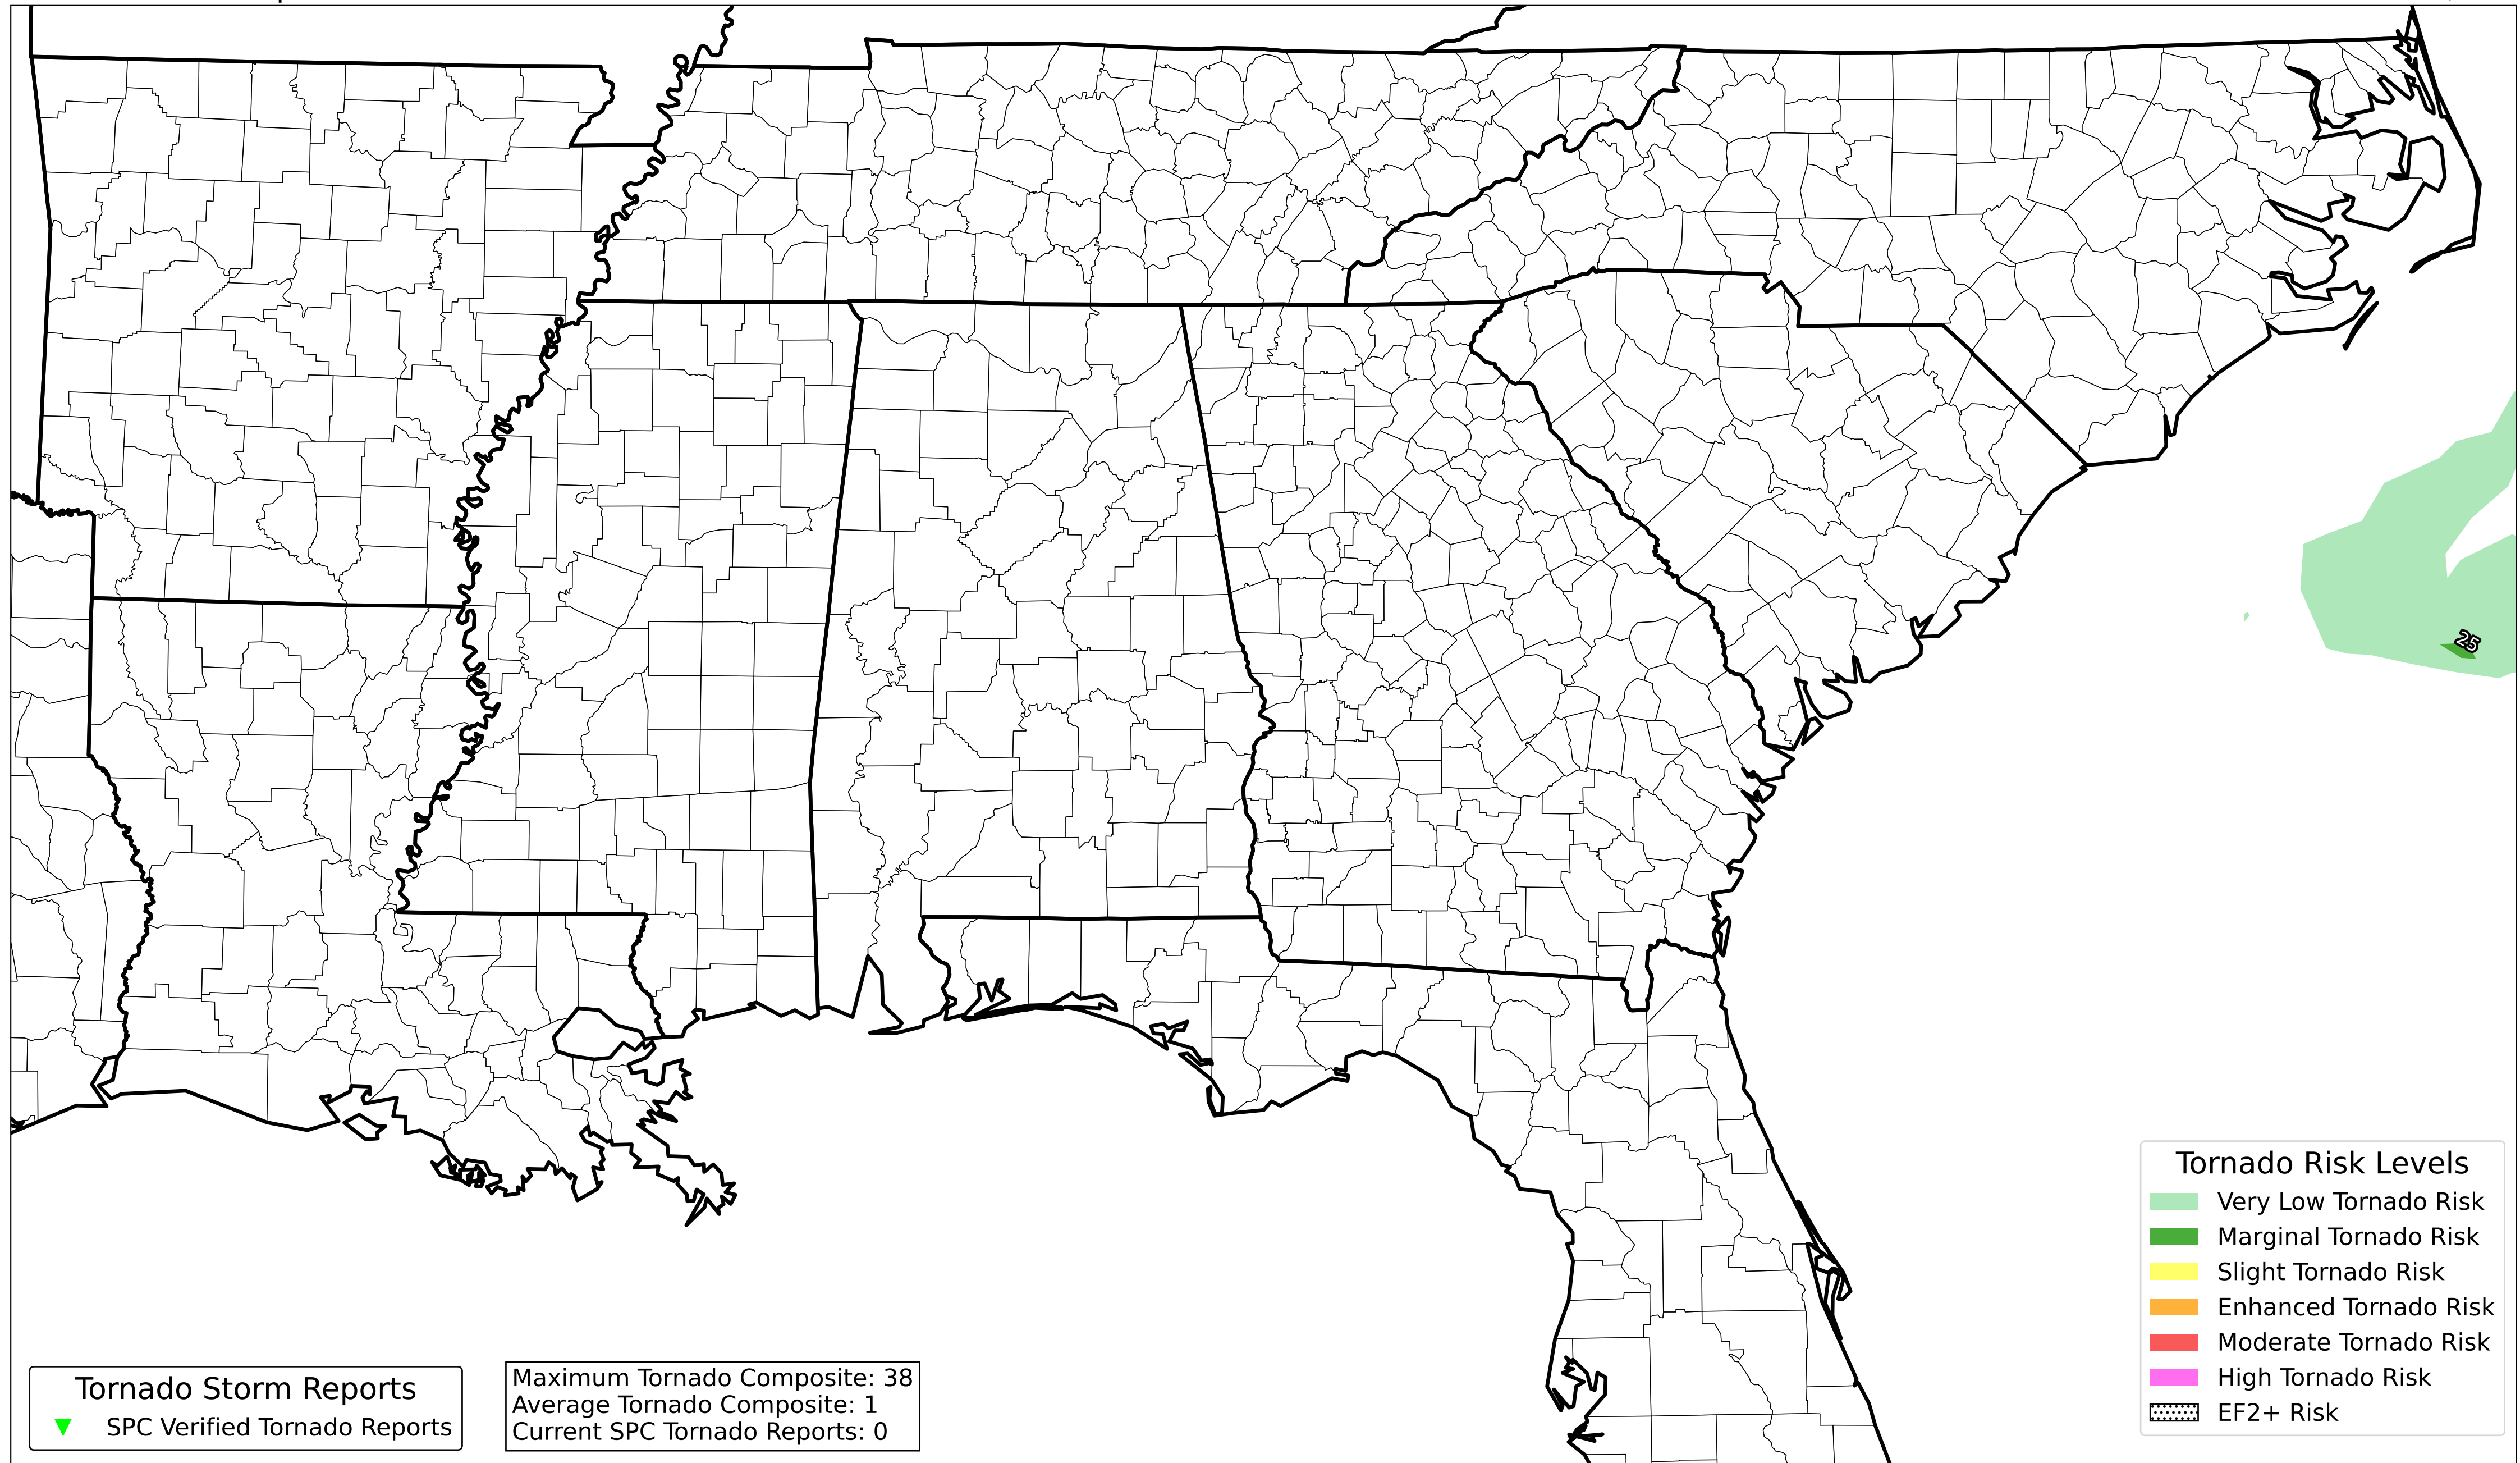 25
Tornado Risk Levels
Very Low Tornado Risk
Marginal Tornado Risk
Slight Tornado Risk
Enhanced Tornado Risk
Moderate Tornado Risk
High Tornado Risk
EF2+ Risk
Tornado Storm Reports
SPC Verified Tornado Reports
Maximum Tornado Composite: 38
Average Tornado Composite: 1
Current SPC Tornado Reports: 0